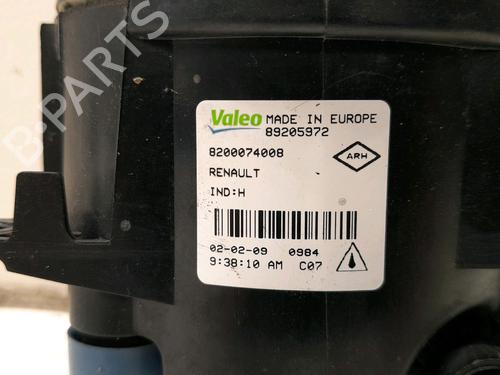 B-PARTS
Valeo MADE IN EUROPE
89205972
8200074008
ARH
RENAULT
IND:H
02-02-09 0984
9:38:10 AM C07